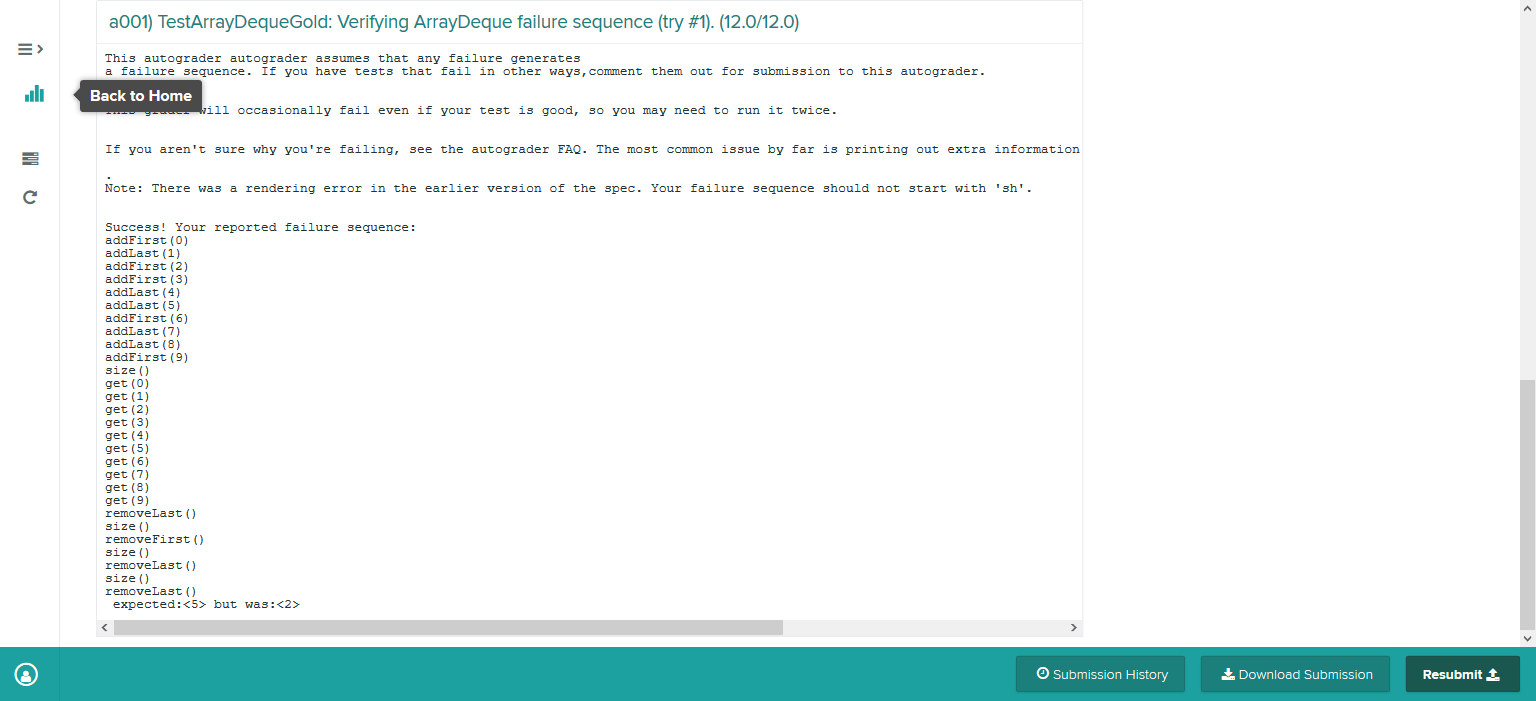 a001) TestArrayDequeGold: Verifying ArrayDeque failure sequence (try #1). (12.0/12.0)
This autograder autograder assumes that any failure generates
a failure sequence. If you have tests that fail in other ways,comment them out for submission to this autograder.
Back to Home
will occasionally fail even if your test is good, so you may need to run it twice.
If you aren't sure why you're failing, see the autograder FAQ. The most common issue by far is printing out extra information
.
Note: There was a rendering error in the earlier version of the spec. Your failure sequence should not start with 'sh'.
Success! Your reported failure sequence:
addFirst(0)
addLast(1)
addFirst(2)
addFirst(3)
addLast(4)
addLast(5)
addFirst(6)
addLast(7)
addLast(8)
addFirst(9)
size()
get(0)
get(1)
get(2)
get(3)
get(4)
get(5)
get(6)
get(7)
get(8)
get(9)
removeLast()
size()
removeFirst()
size()
removeLast()
size()
removeLast()
expected:<5> but was:<2>
Submission History
Download Submission
Resubmit